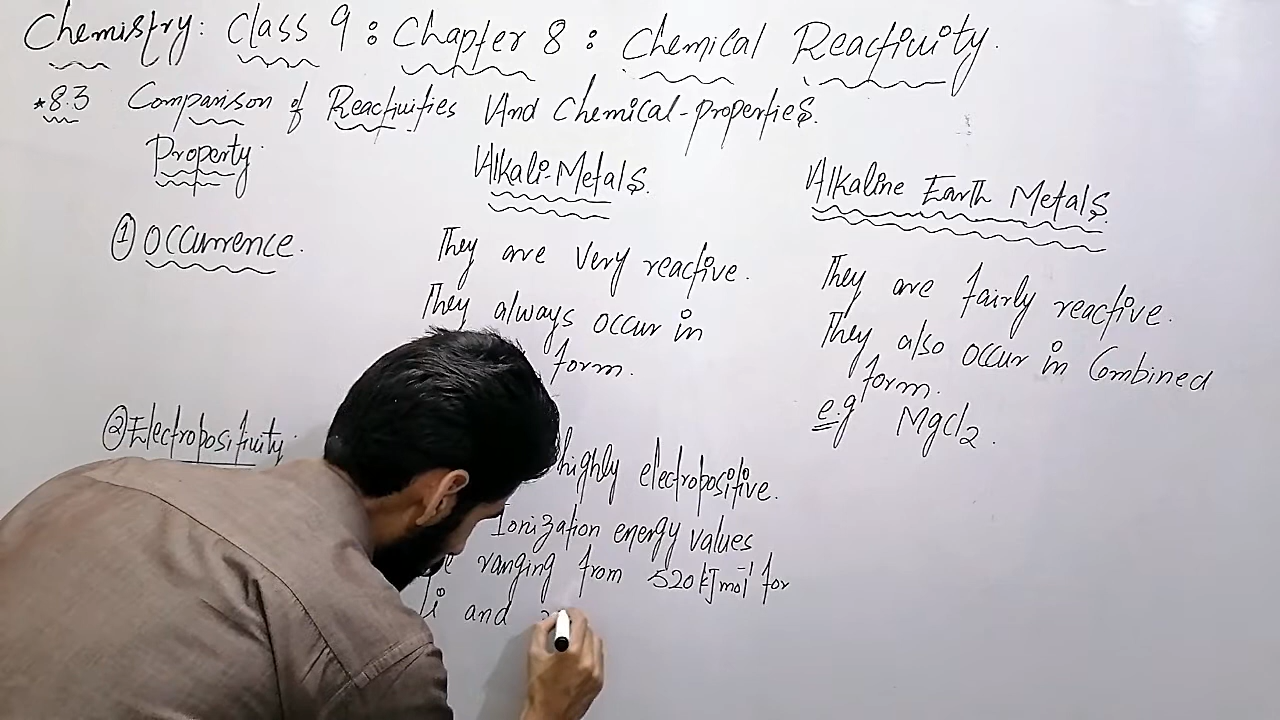 Chemistry: Class 9 : Chapter 8 : Chemical Reactivity.
*8.3 Comparison of Reactivities And Chemical-properties.
Property
Alkali-Metals.
Alkaline Earth Metals.
① Occurrence.
They are very reactive.
They always occur in
form.
They are fairly reactive.
They also occur in Combined
form.
e.g MgCl2.
② Electropositivity
highly electropositive.
Ionization energy values
ranging from 520 kJmol⁻¹ for
Li and